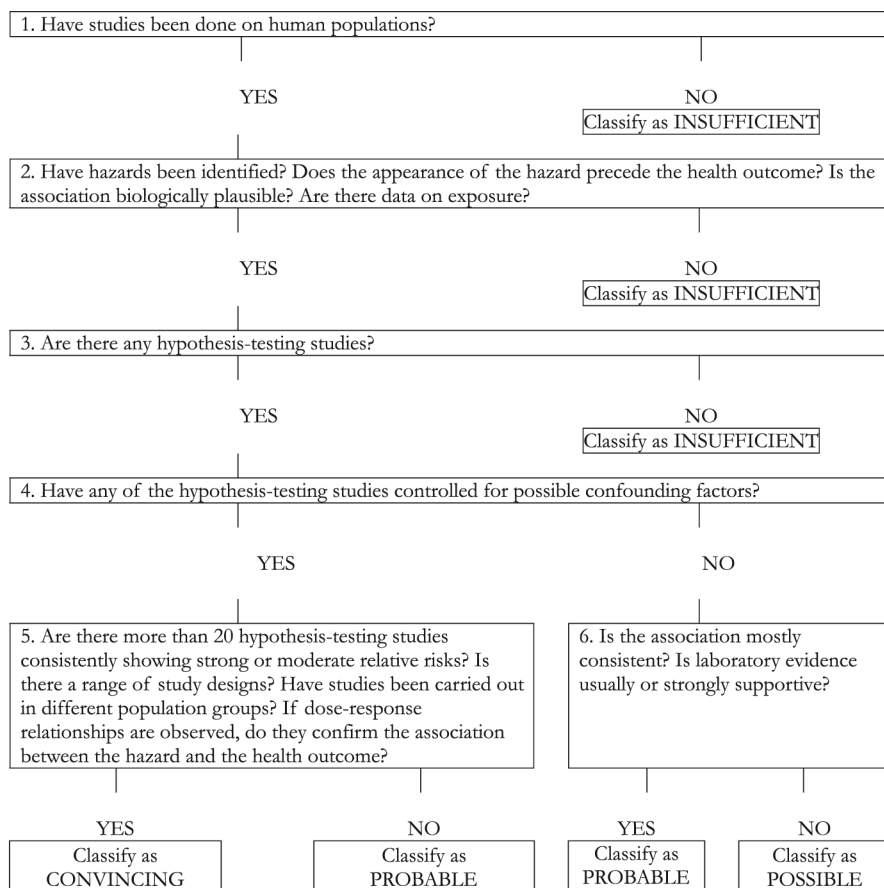 1. Have studies been done on human populations?
YES
NO
Classify as INSUFFICIENT
2. Have hazards been identified? Does the appearance of the hazard precede the health outcome? Is the
association biologically plausible? Are there data on exposure?
YES
NO
Classify as INSUFFICIENT
3. Are there any hypothesis-testing studies?
YES
NO
Classify as INSUFFICIENT
4. Have any of the hypothesis-testing studies controlled for possible confounding factors?
YES
NO
5. Are there more than 20 hypothesis-testing studies
consistently showing strong or moderate relative risks? Is
there a range of study designs? Have studies been carried out
in different population groups? If dose-response
relationships are observed, do they confirm the association
between the hazard and the health outcome?
6. Is the association mostly
consistent? Is laboratory evidence
usually or strongly supportive?
YES
Classify as
CONVINCING
NO
Classify as
PROBABLE
YES
Classify as
PROBABLE
NO
Classify as
POSSIBLE